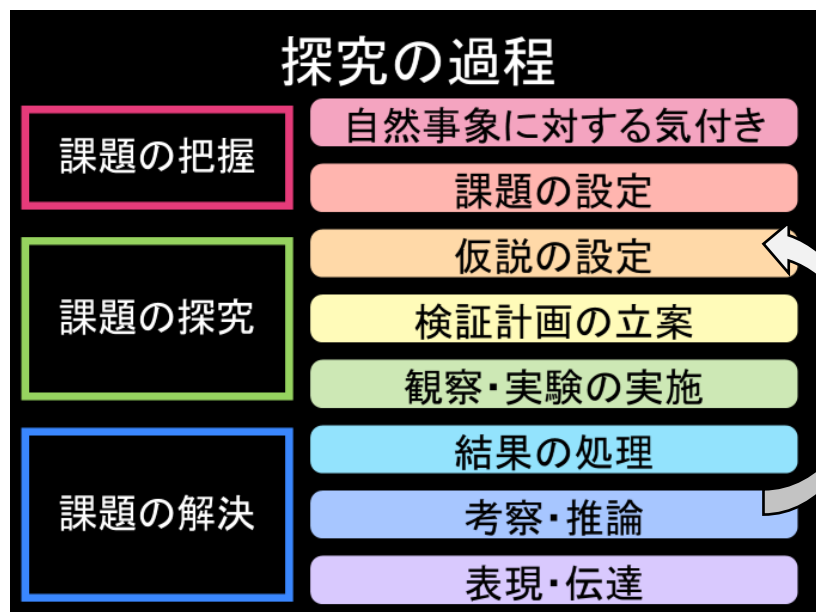 探究の過程
課題の把握
自然事象に対する気付き
課題の設定
課題の探究
仮説の設定
検証計画の立案
観察・実験の実施
課題の解決
結果の処理
考察・推論
表現・伝達